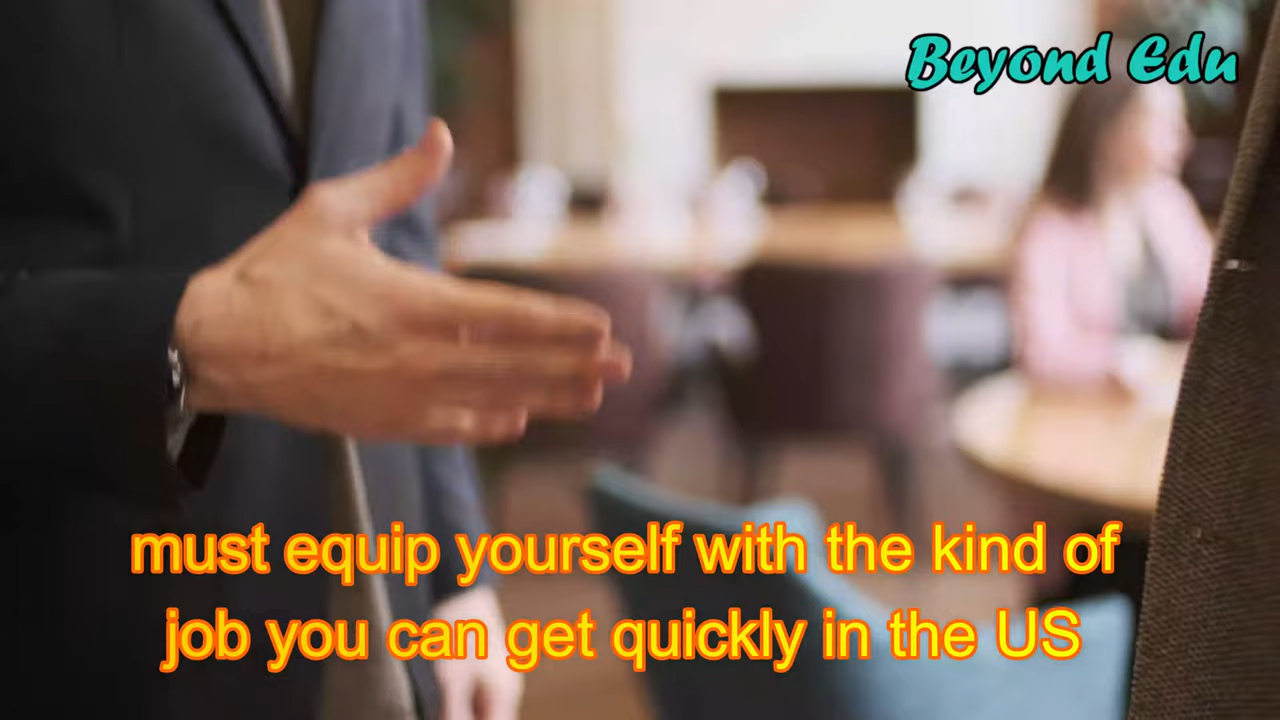 Beyond Edu
must equip yourself with the kind of
job you can get quickly in the US